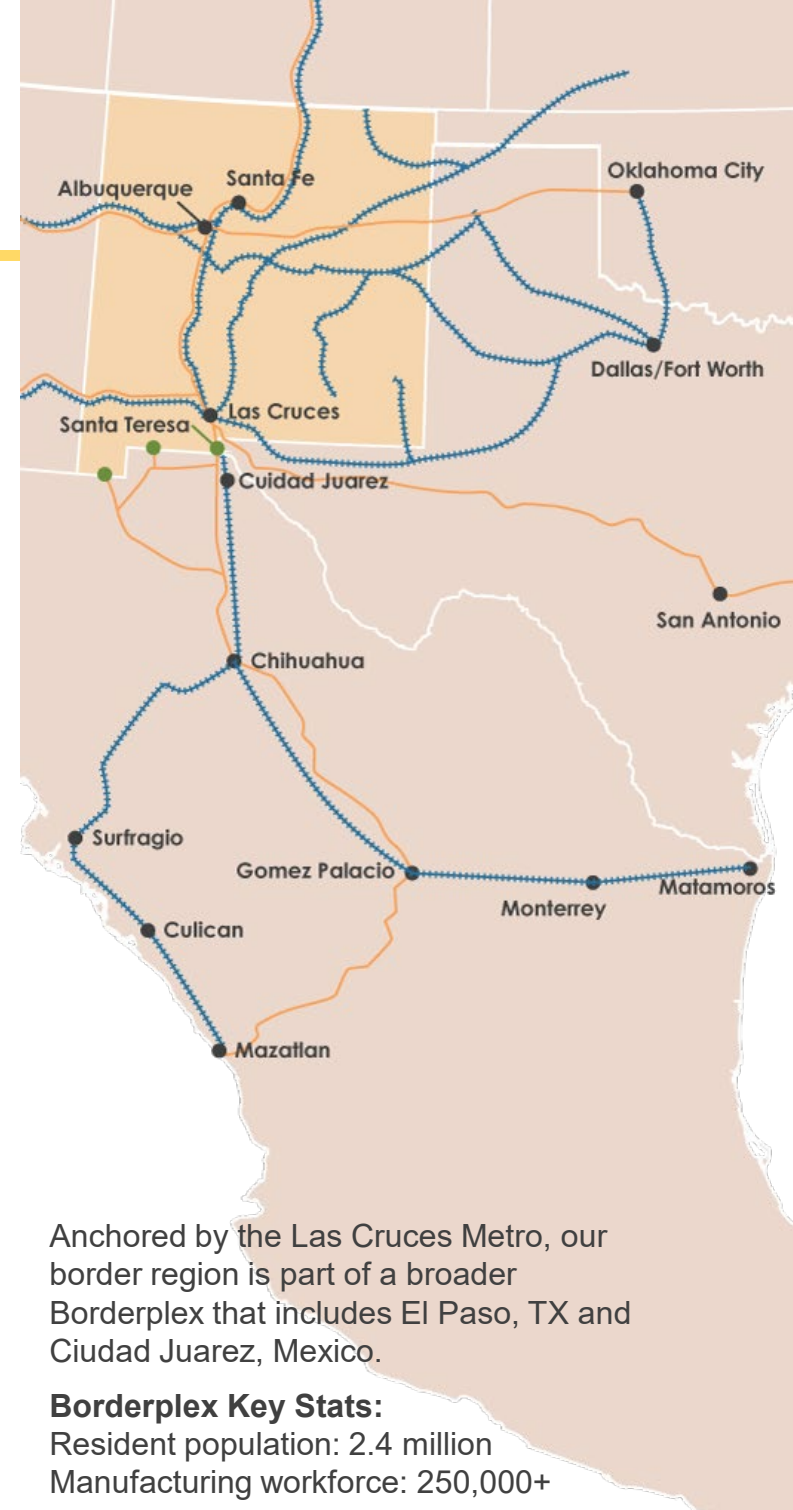 Santa Fe
Albuquerque
Oklahoma City
Dallas/Fort Worth
Las Cruces
Santa Teresa
Cuidad Juarez
San Antonio
Chihuahua
Surfragio
Gomez Palacio
Matamoros
Monterrey
Culican
Mazatlan
Anchored by the Las Cruces Metro, our
border region is part of a broader
Borderplex that includes El Paso, TX and
Ciudad Juarez, Mexico.
Borderplex Key Stats:
Resident population: 2.4 million
Manufacturing workforce: 250,000+